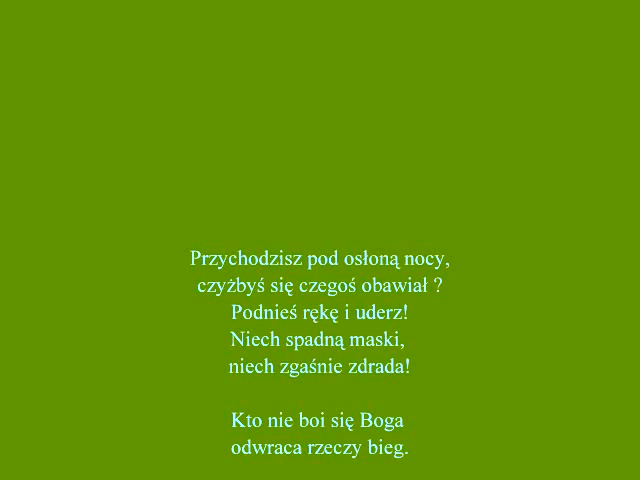 Przychodzisz pod osłoną nocy,
czyżbyś się czegoś obawiał ?
Podnieś rękę i uderz!
Niech spadną maski,
niech zgaśnie zdrada!
Kto nie boi się Boga
odwraca rzeczy bieg.